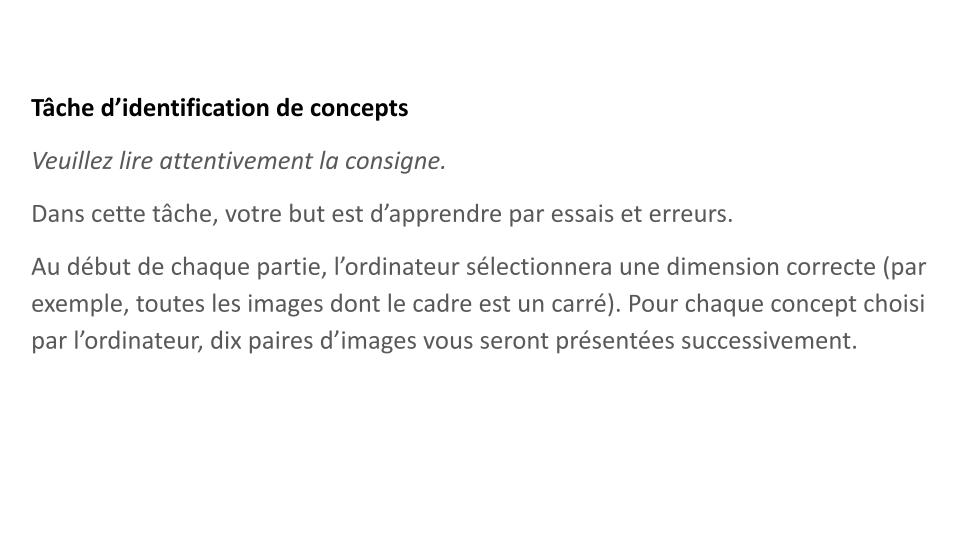 Tâche d’identification de concepts
Veuillez lire attentivement la consigne.
Dans cette tâche, votre but est d’apprendre par essais et erreurs.
Au début de chaque partie, l’ordinateur sélectionnera une dimension correcte (par
exemple, toutes les images dont le cadre est un carré). Pour chaque concept choisi
par l’ordinateur, dix paires d’images vous seront présentées successivement.